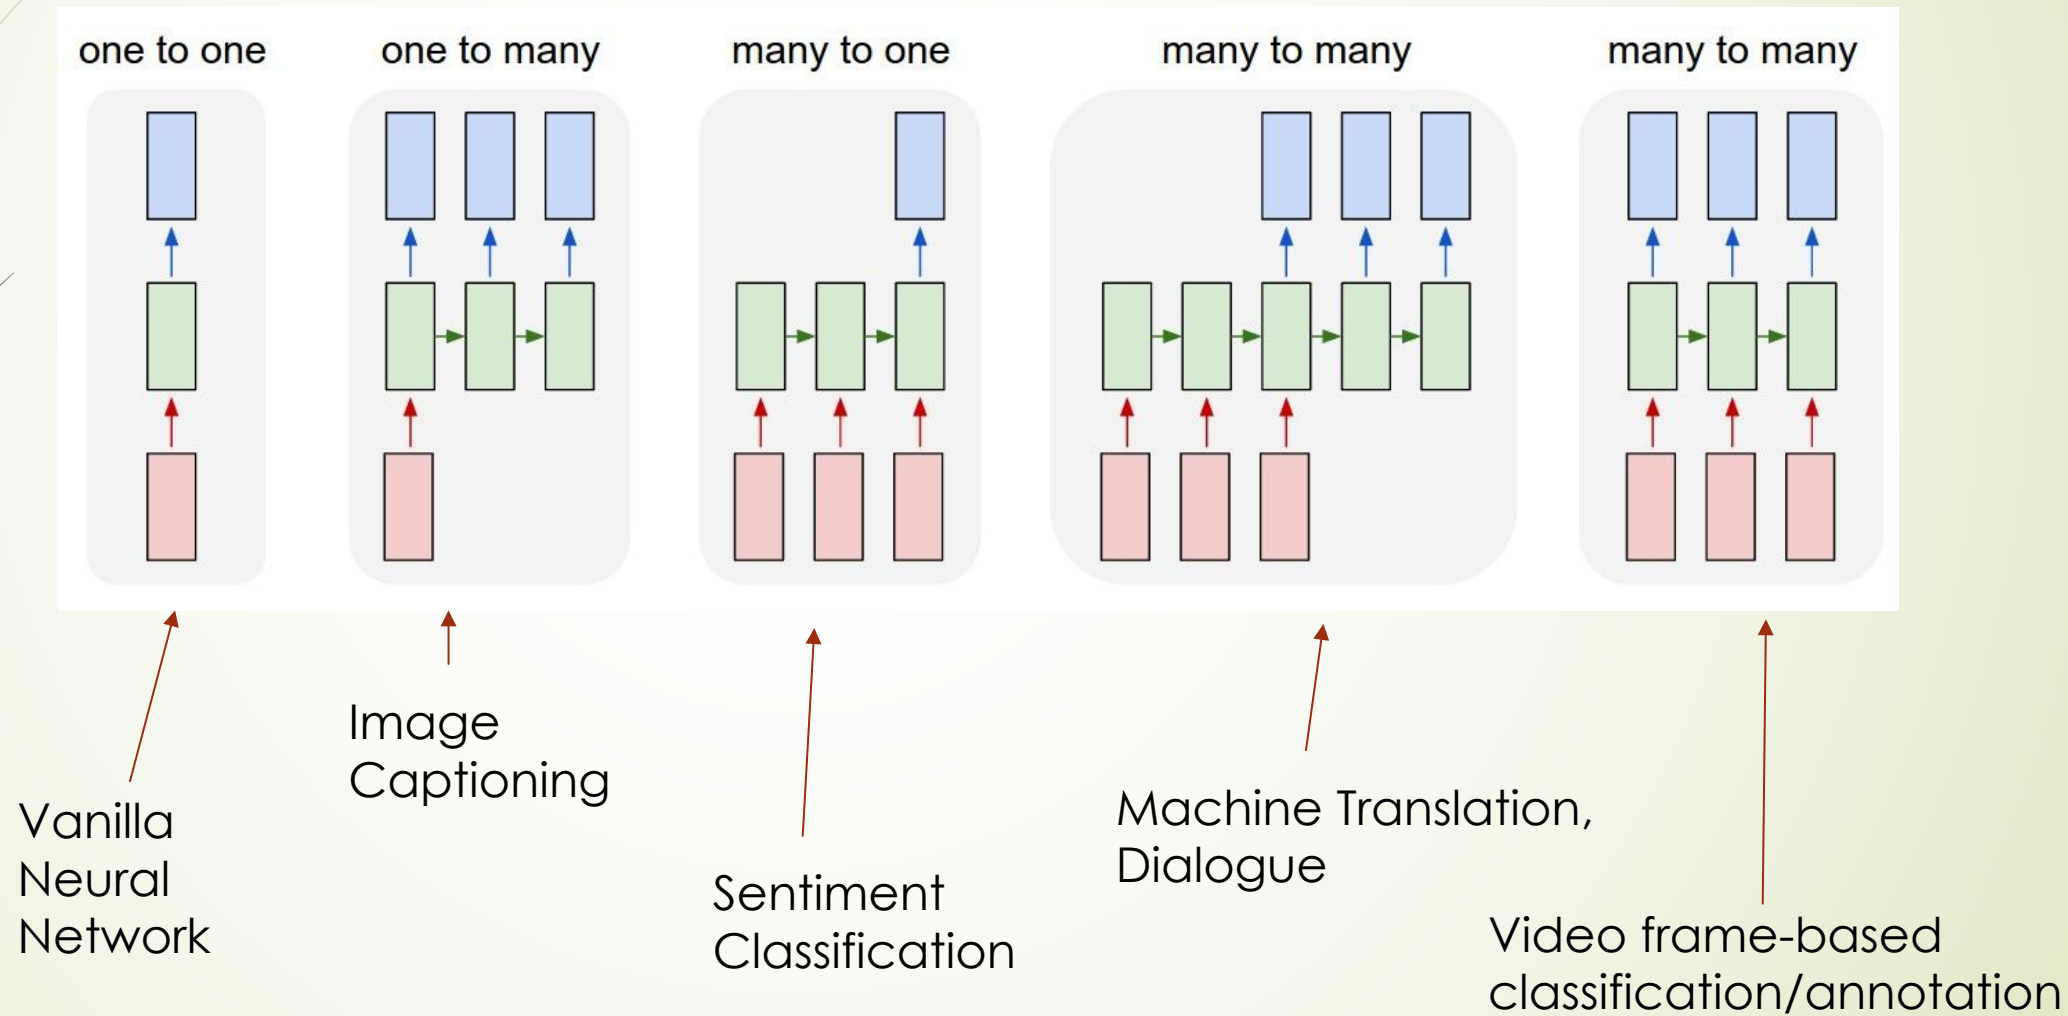 one to one
one to many
many to one
many to many
many to many
Vanilla
Neural
Network
Image
Captioning
Sentiment
Classification
Machine Translation,
Dialogue
Video frame-based
classification/annotation